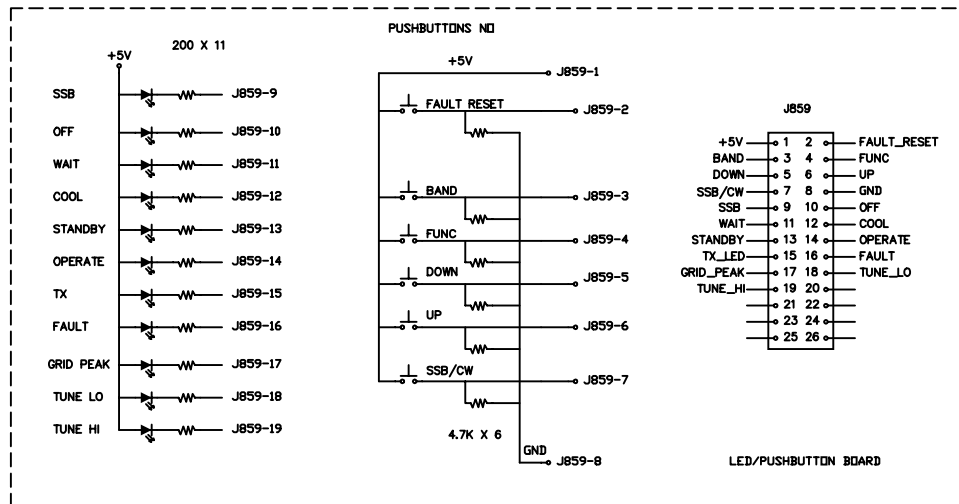 PUSHBUTTONS NO
200 X 11
+5V
SSB J859-9
OFF J859-10
WAIT J859-11
COOL J859-12
STANDBY J859-13
OPERATE J859-14
TX J859-15
FAULT J859-16
GRID PEAK J859-17
TUNE LO J859-18
TUNE HI J859-19
+5V J859-1
FAULT RESET J859-2
BAND J859-3
FUNC J859-4
DOWN J859-5
UP J859-6
SSB/CW J859-7
4.7K X 6
GND J859-8
J859
+5V 1 2 FAULT_RESET
BAND 3 4 FUNC
DOWN 5 6 UP
SSB/CW 7 8 GND
SSB 9 10 OFF
WAIT 11 12 COOL
STANDBY 13 14 OPERATE
TX_LED 15 16 FAULT
GRID_PEAK 17 18 TUNE_LO
TUNE_HI 19 20
21 22
23 24
25 26
LED/PUSHBUTTON BOARD